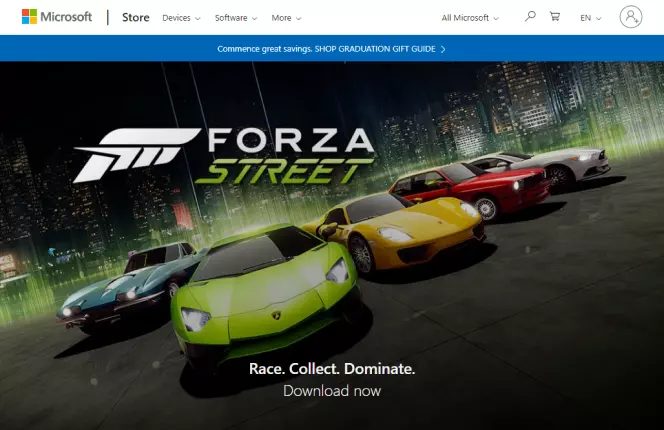 Microsoft
Store
Devices
Software
More
All Microsoft
EN
Commence great savings. SHOP GRADUATION GIFT GUIDE
FORZA
STREET
Race. Collect. Dominate.
Download now